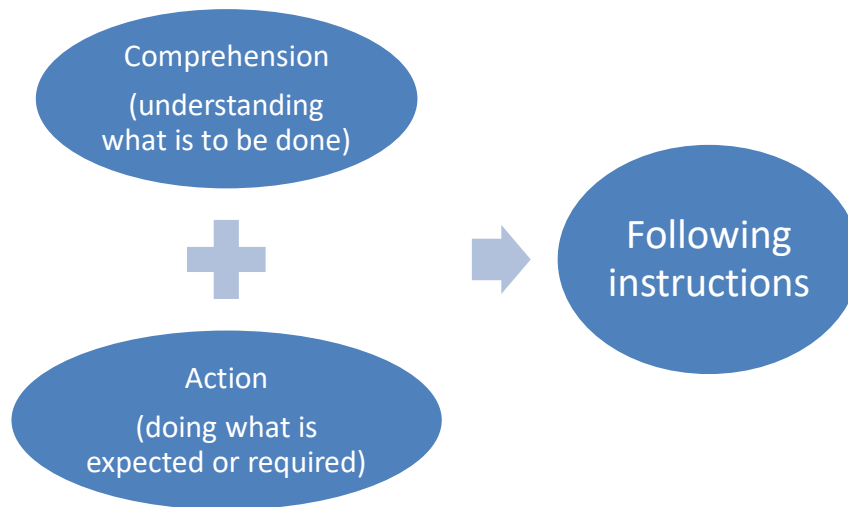 Comprehension
(understanding
what is to be done)
Action
(doing what is
expected or required)
Following
instructions